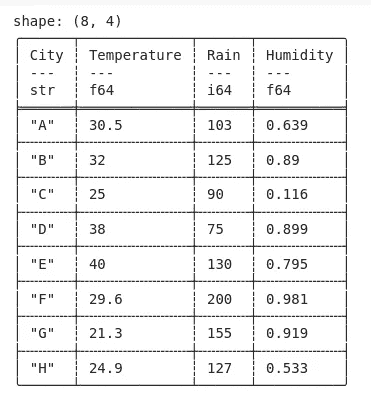 shape: (8, 4)
City Temperature Rain Humidity
--- --- --- ---
str f64 i64 f64
"A" 30.5 103 0.639
"B" 32 125 0.89
"C" 25 90 0.116
"D" 38 75 0.899
"E" 40 130 0.795
"F" 29.6 200 0.981
"G" 21.3 155 0.919
"H" 24.9 127 0.533